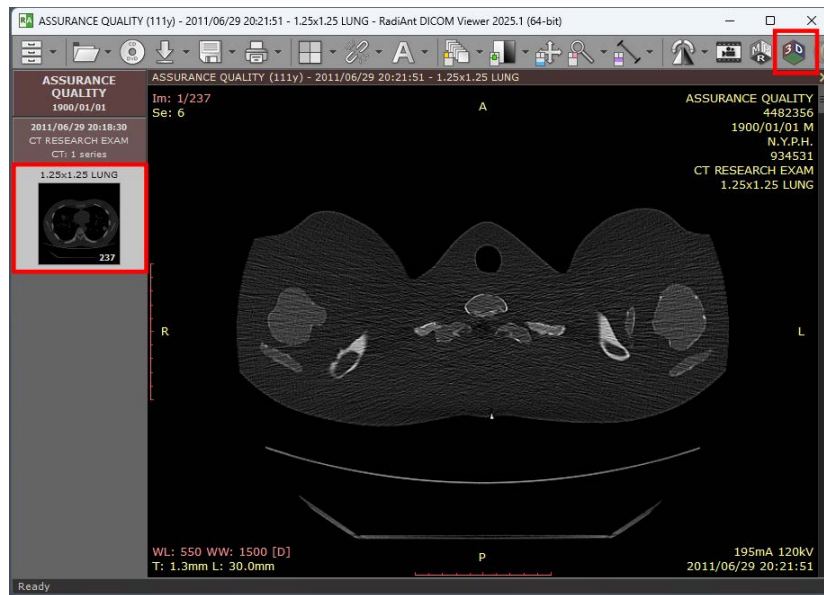 RA ASSURANCE QUALITY (111y) - 2011/06/29 20:21:51 - 1.25x1.25 LUNG - RadiAnt DICOM Viewer 2025.1 (64-bit)
A
3D
ASSURANCE
QUALITY
1900/01/01
2011/06/29 20:18:30
CT RESEARCH EXAM
CT: 1 series
1.25x1.25 LUNG
237
ASSURANCE QUALITY (111y) - 2011/06/29 20:21:51 - 1.25x1.25 LUNG
Im: 1/237
Se: 6
A
ASSURANCE QUALITY
4482356
1900/01/01 M
N.Y.P.H.
934531
CT RESEARCH EXAM
1.25x1.25 LUNG
R
L
WL: 550 WW: 1500 [D]
T: 1.3mm L: 30.0mm
P
195mA 120kV
2011/06/29 20:21:51
Ready